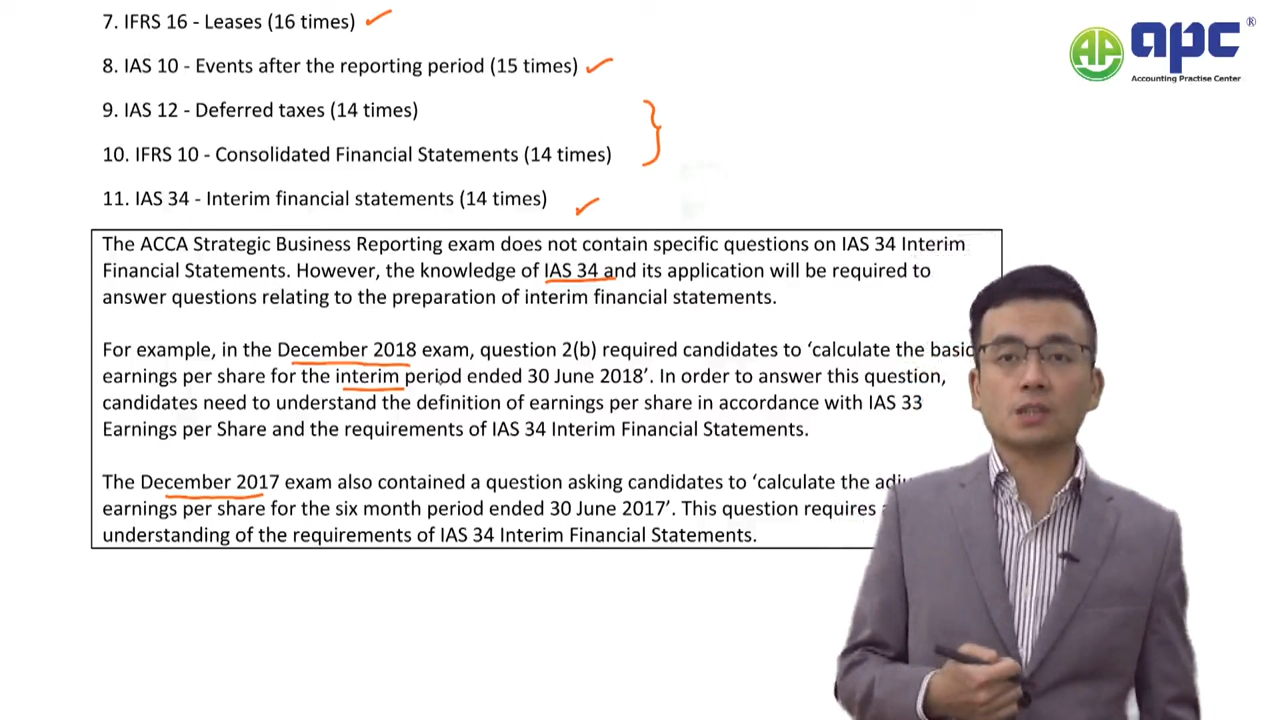 7. IFRS 16 - Leases (16 times)
apc
®
Accounting Practise Center
8. IAS 10 - Events after the reporting period (15 times)
9. IAS 12 - Deferred taxes (14 times)
10. IFRS 10 - Consolidated Financial Statements (14 times)
11. IAS 34 - Interim financial statements (14 times)
The ACCA Strategic Business Reporting exam does not contain specific questions on IAS 34 Interim
Financial Statements. However, the knowledge of IAS 34 and its application will be required to
answer questions relating to the preparation of interim financial statements.
For example, in the December 2018 exam, question 2(b) required candidates to ‘calculate the basic
earnings per share for the interim period ended 30 June 2018’. In order to answer this question,
candidates need to understand the definition of earnings per share in accordance with IAS 33
Earnings per Share and the requirements of IAS 34 Interim Financial Statements.
The December 2017 exam also contained a question asking candidates to ‘calculate the
earnings per share for the six month period ended 30 June 2017’. This question requires
understanding of the requirements of IAS 34 Interim Financial Statements.